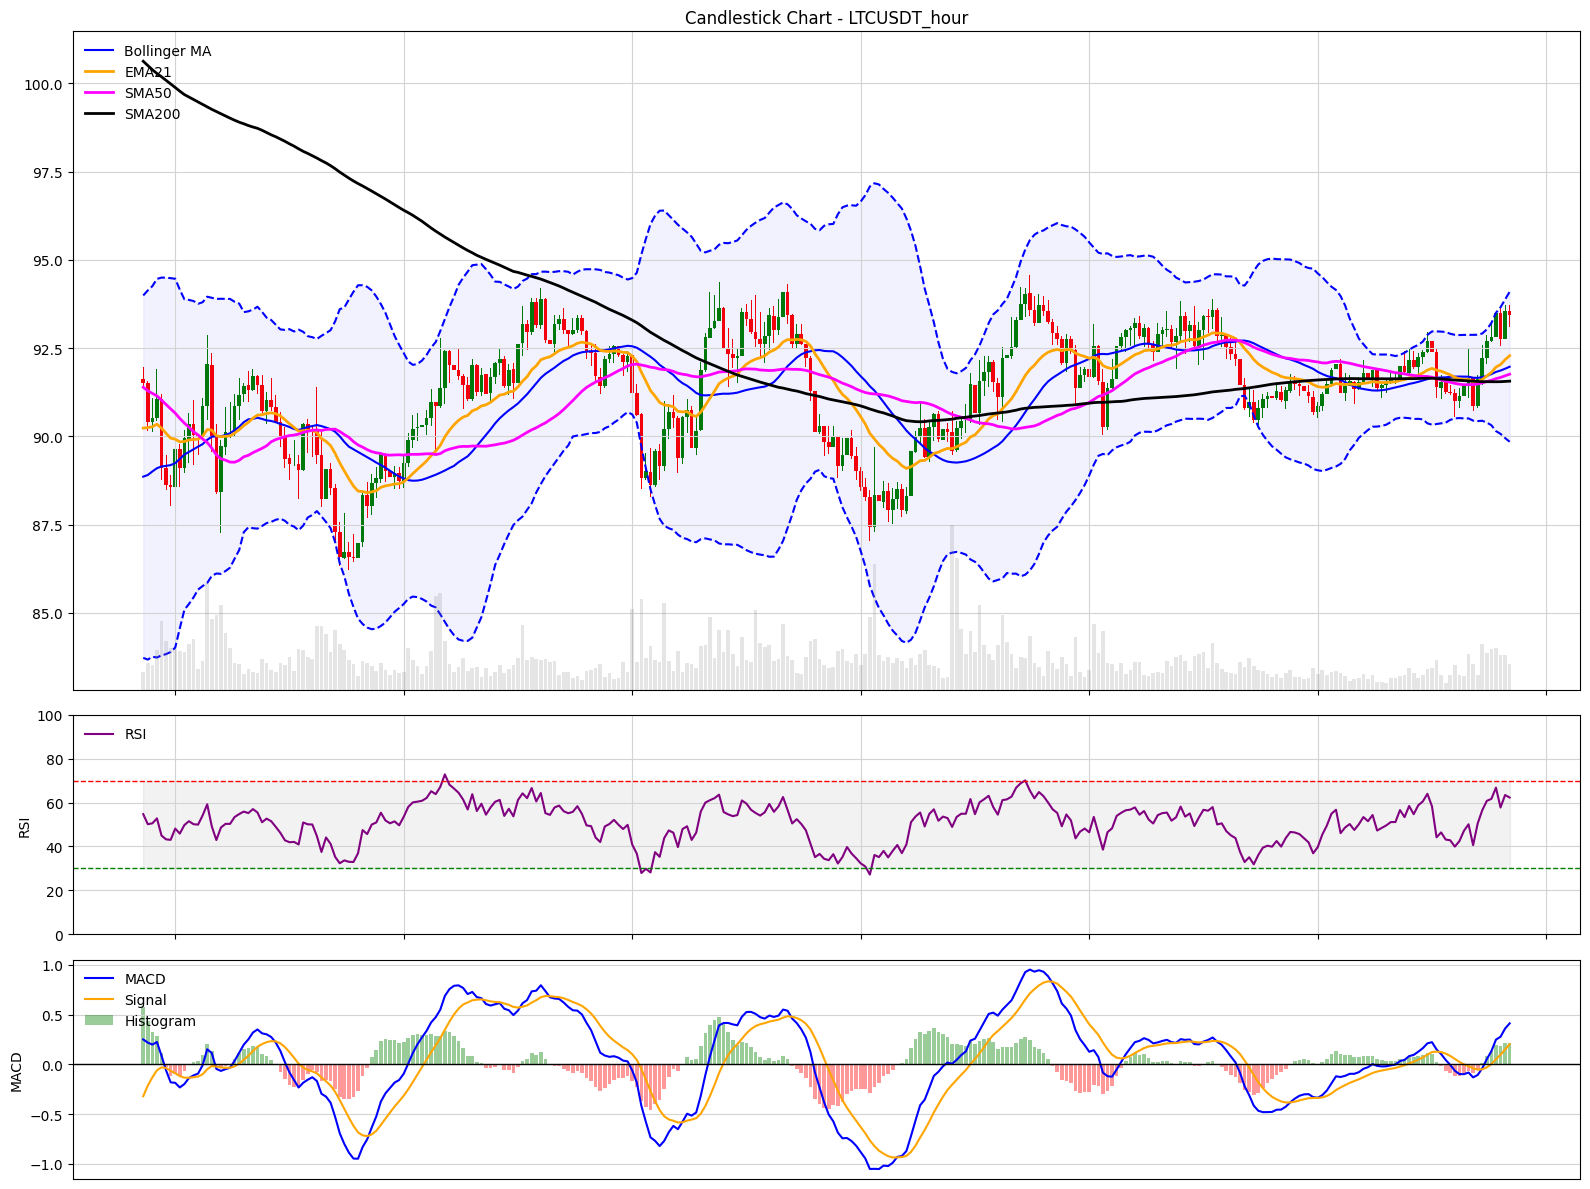 Candlestick Chart - LTCUSDT_hour
Bollinger MA
EMA21
SMA50
SMA200
100.0
97.5
95.0
92.5
90.0
87.5
85.0
RSI
100
80
60
40
20
0
RSI
MACD
Signal
Histogram
1.0
0.5
0.0
−0.5
−1.0
MACD